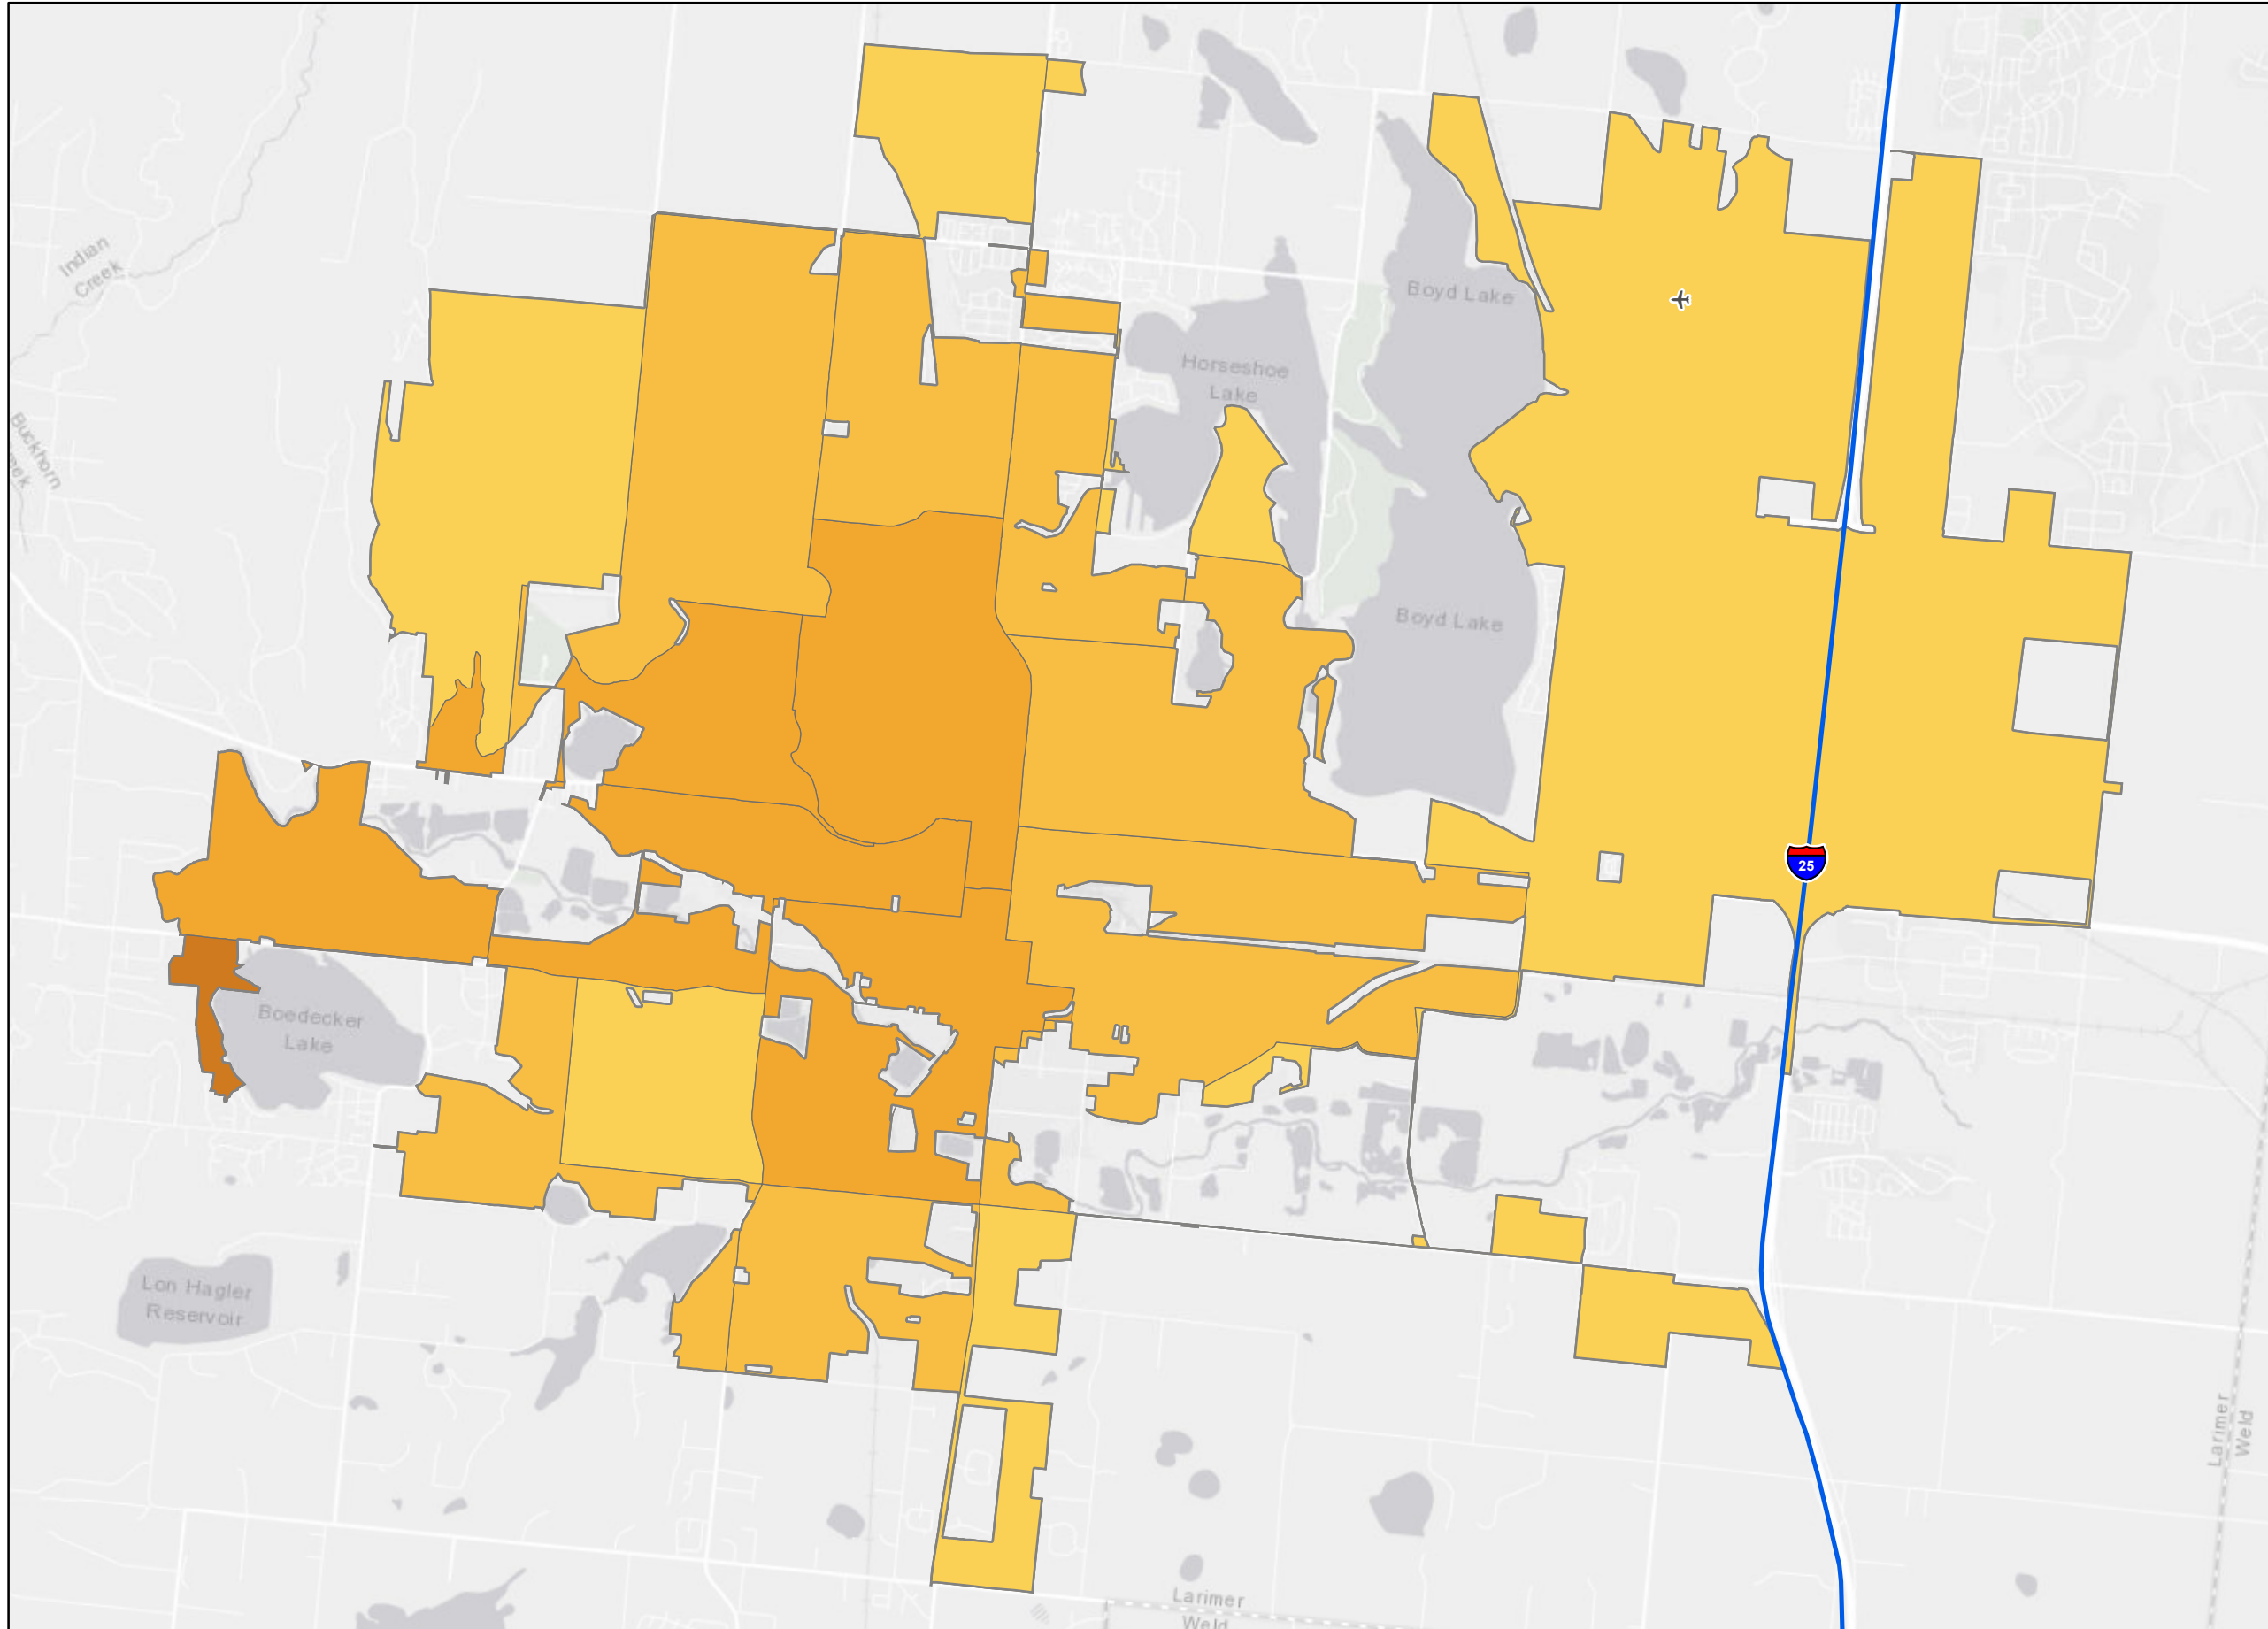 Indian
Creek
Boyd Lake
Horseshoe
Lake
Buckhorn
Boyd Lake
25
Boedecker
Lake
Lon Hagler
Reservoir
Larimer
Weld
Larimer
Weld